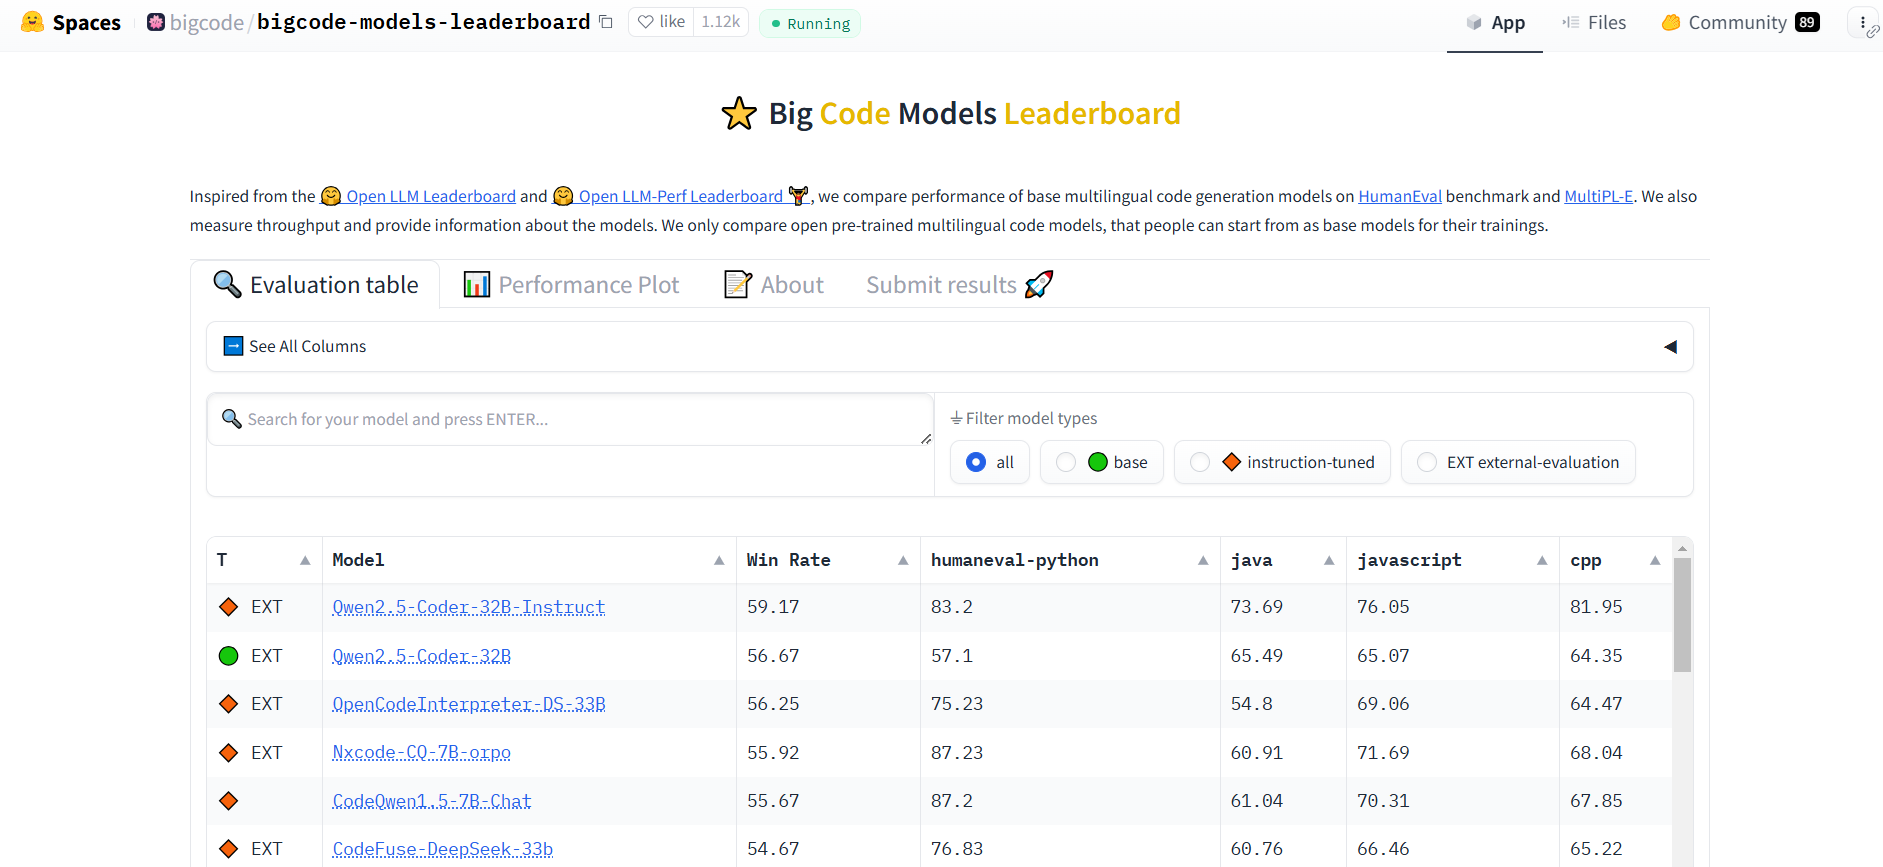 Spaces bigcode/bigcode-models-leaderboard like 1.12k Running App Files Community 89
Big Code Models Leaderboard
Inspired from the 🤗 Open LLM Leaderboard and 🤗 Open LLM-Perf Leaderboard 🏋️, we compare performance of base multilingual code generation models on HumanEval benchmark and MultiPL-E. We also
measure throughput and provide information about the models. We only compare open pre-trained multilingual code models, that people can start from as base models for their trainings.
Evaluation table Performance Plot About Submit results
See All Columns
Search for your model and press ENTER...
Filter model types
all base instruction-tuned EXT external-evaluation
T Model Win Rate humaneval-python java javascript cpp
EXT Qwen2.5-Coder-32B-Instruct 59.17 83.2 73.69 76.05 81.95
EXT Qwen2.5-Coder-32B 56.67 57.1 65.49 65.07 64.35
EXT OpenCodeInterpreter-DS-33B 56.25 75.23 54.8 69.06 64.47
EXT Nxcode-CQ-7B-orpo 55.92 87.23 60.91 71.69 68.04
CodeQwen1.5-7B-Chat 55.67 87.2 61.04 70.31 67.85
EXT CodeFuse-DeepSeek-33b 54.67 76.83 60.76 66.46 65.22